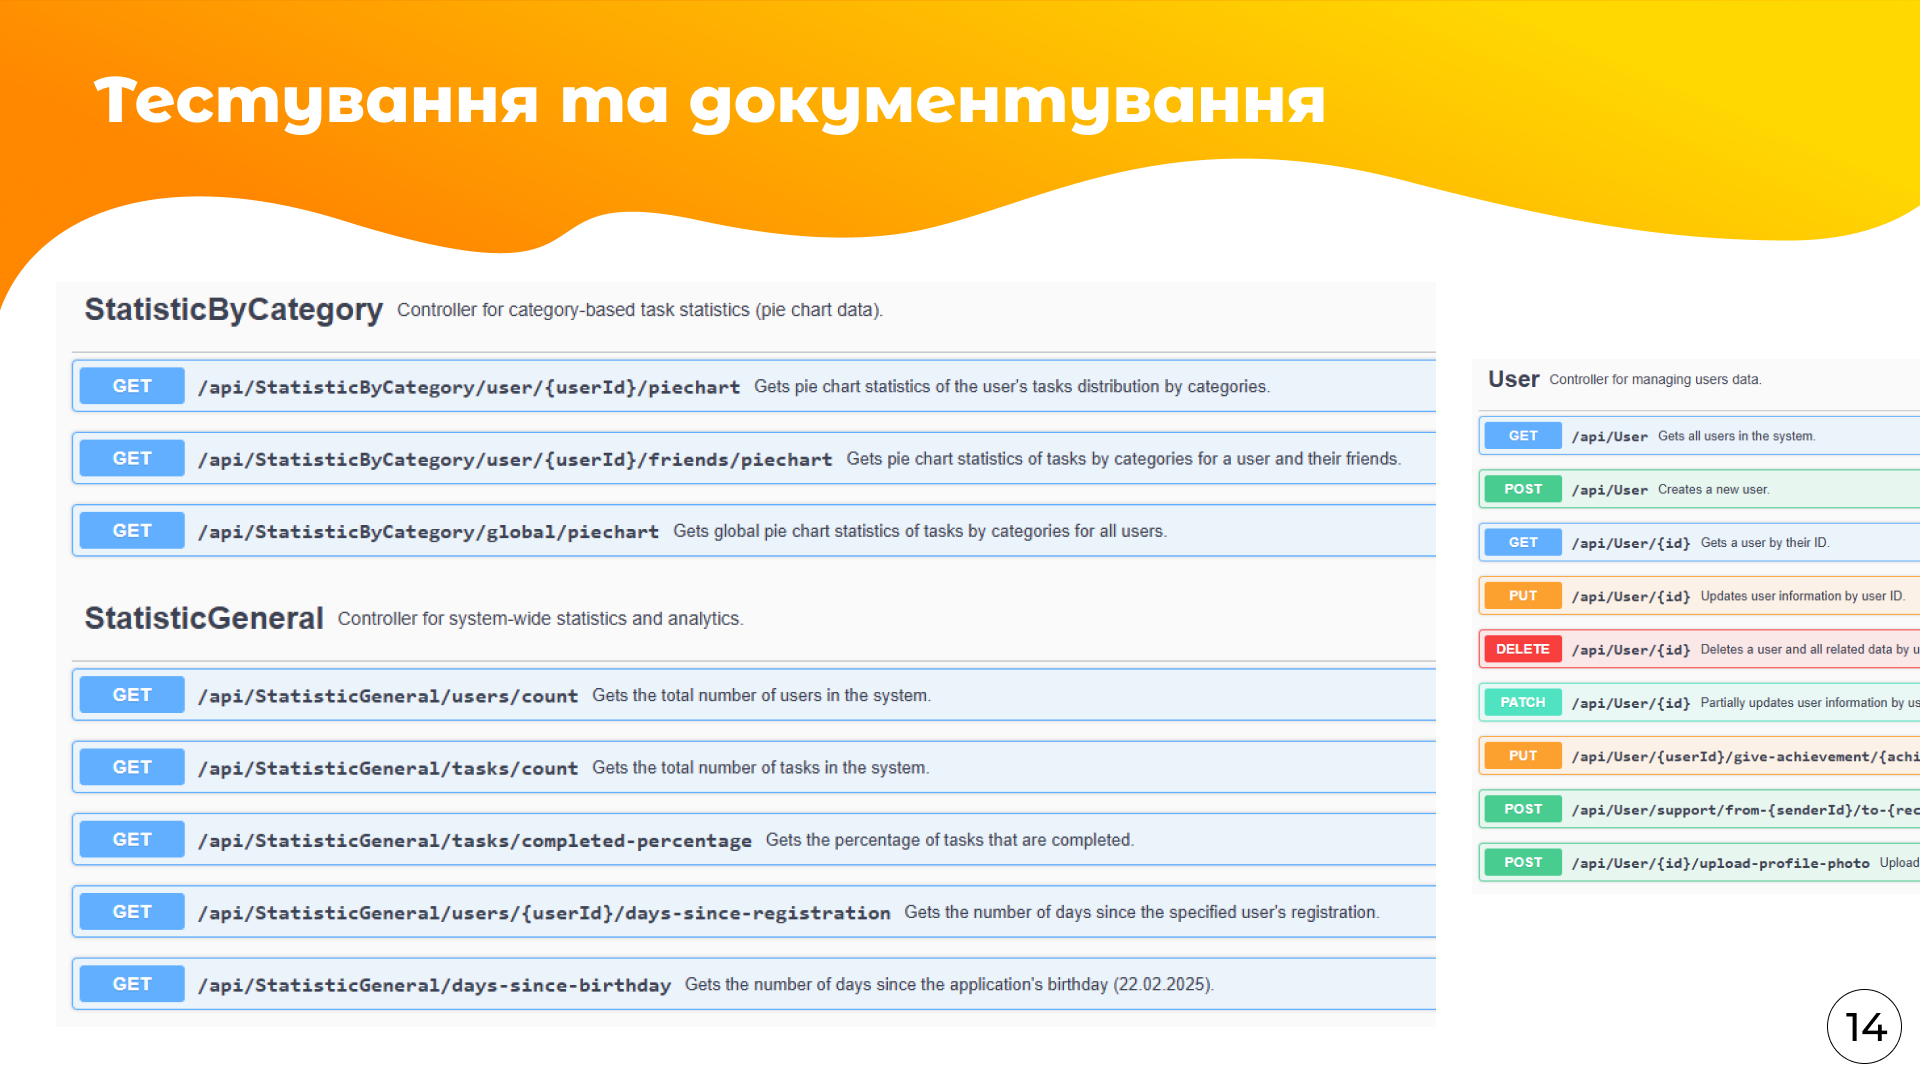 Тестування та документування
StatisticByCategory Controller for category-based task statistics (pie chart data).
GET /api/StatisticByCategory/user/{userId}/piechart Gets pie chart statistics of the user's tasks distribution by categories.
GET /api/StatisticByCategory/user/{userId}/friends/piechart Gets pie chart statistics of tasks by categories for a user and their friends.
GET /api/StatisticByCategory/global/piechart Gets global pie chart statistics of tasks by categories for all users.
StatisticGeneral Controller for system-wide statistics and analytics.
GET /api/StatisticGeneral/users/count Gets the total number of users in the system.
GET /api/StatisticGeneral/tasks/count Gets the total number of tasks in the system.
GET /api/StatisticGeneral/tasks/completed-percentage Gets the percentage of tasks that are completed.
GET /api/StatisticGeneral/users/{userId}/days-since-registration Gets the number of days since the specified user's registration.
GET /api/StatisticGeneral/days-since-birthday Gets the number of days since the application's birthday (22.02.2025).
User Controller for managing users data.
GET /api/User Gets all users in the system.
POST /api/User Creates a new user.
GET /api/User/{id} Gets a user by their ID.
PUT /api/User/{id} Updates user information by user ID.
DELETE /api/User/{id} Deletes a user and all related data by u
PATCH /api/User/{id} Partially updates user information by us
PUT /api/User/{userId}/give-achievement/{achi
POST /api/User/support/from-{senderId}/to-{rec
POST /api/User/{id}/upload-profile-photo Upload
14